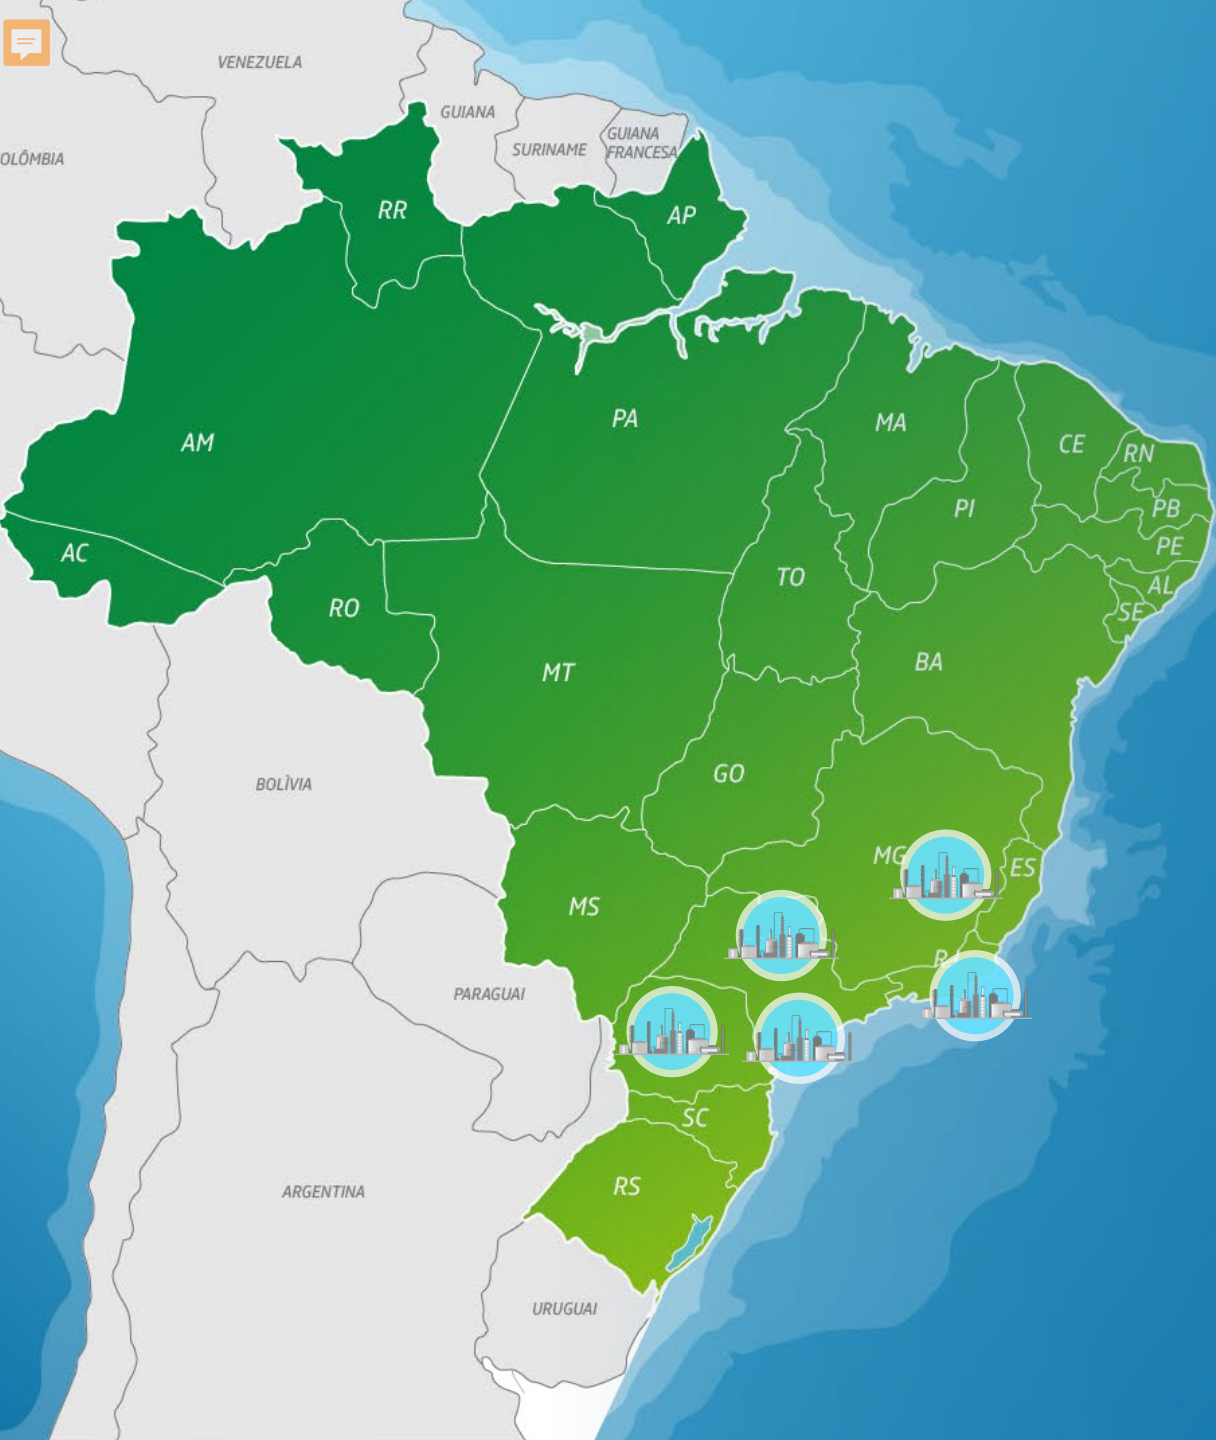 VENEZUELA
GUIANA
SURINAME
GUIANA
FRANCESA
OLÔMBIA
RR
AP
PA
MA
CE
RN
AM
PI
PB
PE
AC
TO
AL
SE
RO
BA
MT
GO
BOLÌVIA
MG
ES
MS
RJ
PARAGUAI
SC
RS
ARGENTINA
URUGUAI